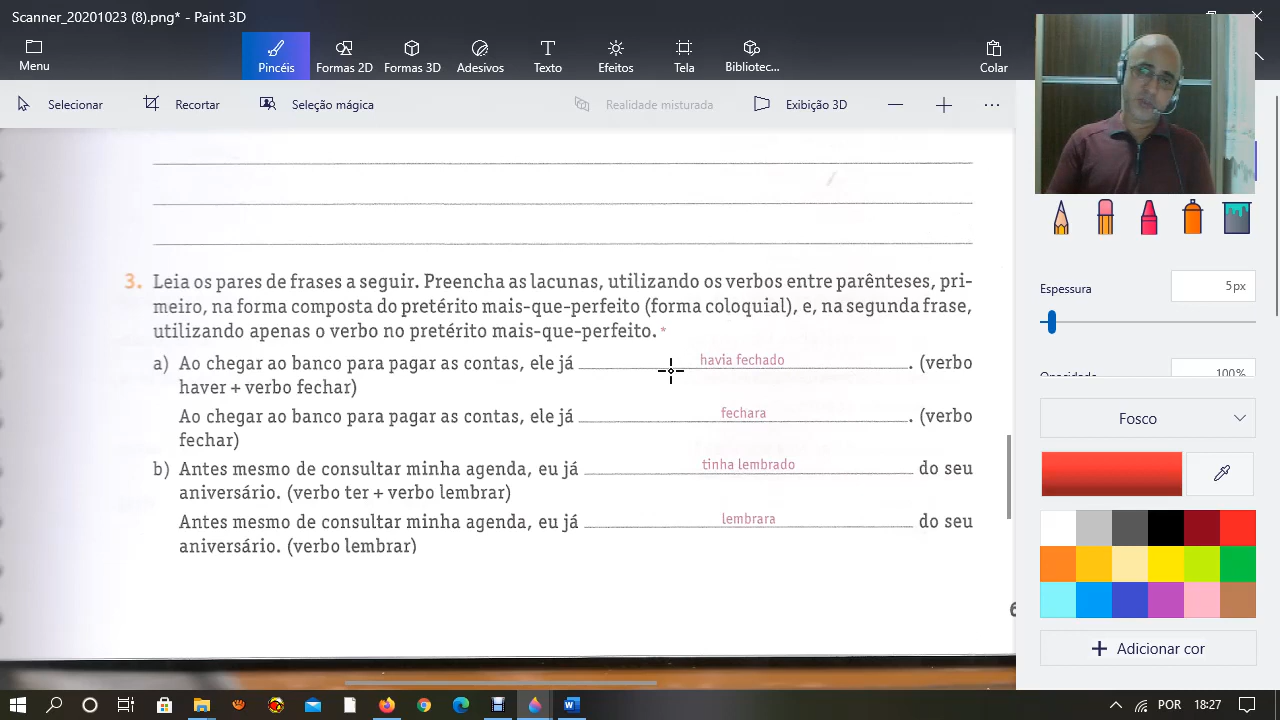 Scanner_20201023 (8).png* - Paint 3D
Menu
Pincéis
Formas 2D
Formas 3D
Adesivos
Texto
Efeitos
Tela
Bibliotec...
Colar
Selecionar
Recortar
Seleção mágica
Realidade misturada
Exibição 3D
3. Leia os pares de frases a seguir. Preencha as lacunas, utilizando os verbos entre parênteses, pri-
meiro, na forma composta do pretérito mais-que-perfeito (forma coloquial), e, na segunda frase,
utilizando apenas o verbo no pretérito mais-que-perfeito. *
a) Ao chegar ao banco para pagar as contas, ele já havia fechado . (verbo
haver + verbo fechar)
Ao chegar ao banco para pagar as contas, ele já fechara . (verbo
fechar)
b) Antes mesmo de consultar minha agenda, eu já tinha lembrado do seu
aniversário. (verbo ter + verbo lembrar)
Antes mesmo de consultar minha agenda, eu já lembrara do seu
aniversário. (verbo lembrar)
Espessura
5px
Opacidade
100%
Fosco
+ Adicionar cor
POR
18:27